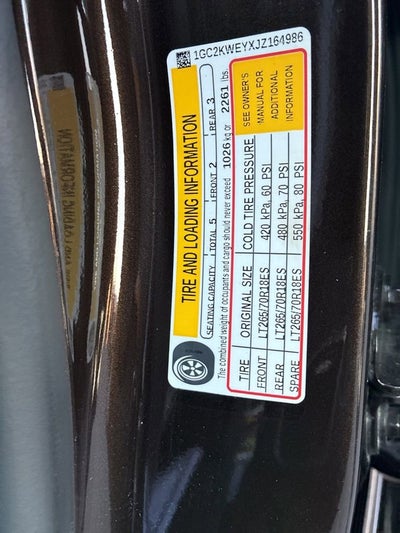 1GC2KWEYXJZ164986
TIRE AND LOADING INFORMATION
SEATING CAPACITY TOTAL 5 FRONT 2 REAR 3
The combined weight of occupants and cargo should never exceed 1026 kg or 2261 lbs.
TIRE ORIGINAL SIZE COLD TIRE PRESSURE
FRONT LT265/70R18ES 420 kPa, 60 PSI
REAR LT265/70R18ES 480 kPa, 70 PSI
SPARE LT265/70R18ES 550 kPa, 80 PSI
SEE OWNER'S
MANUAL FOR
ADDITIONAL
INFORMATION